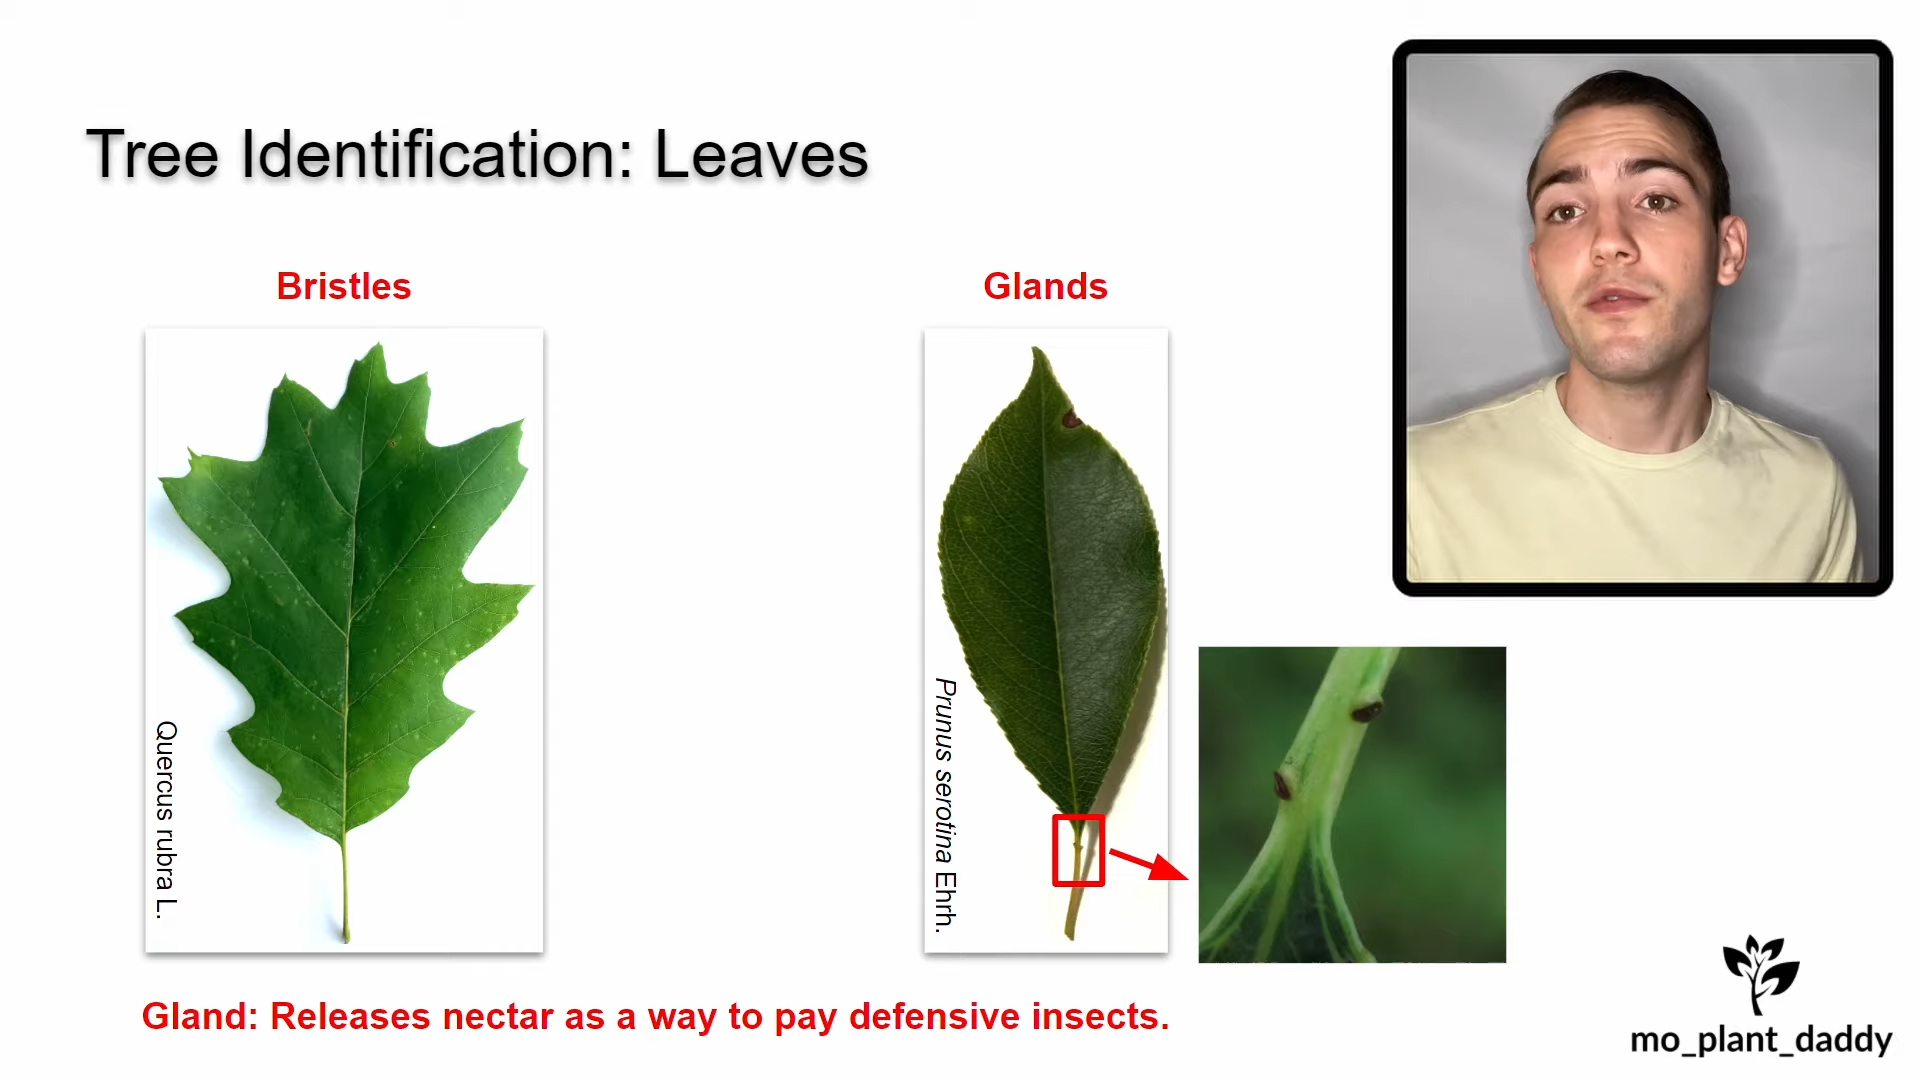 Tree Identification: Leaves
Bristles
Glands
Quercus rubra L.
Prunus serotina Ehrh.
Gland: Releases nectar as a way to pay defensive insects.
mo_plant_daddy